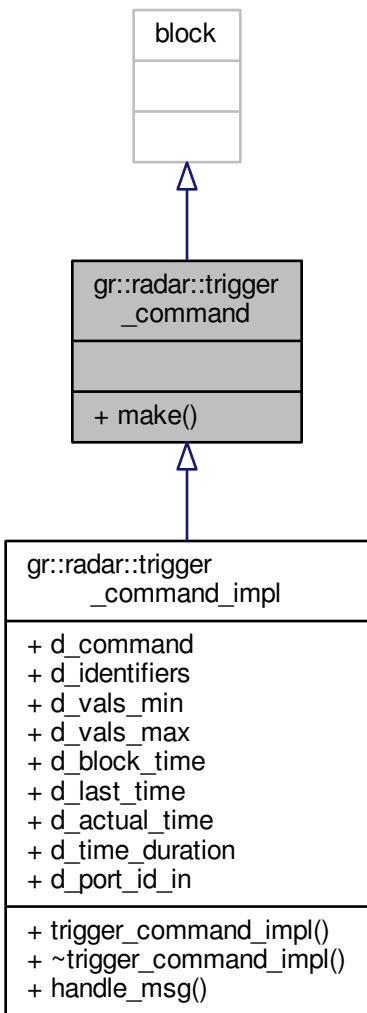 block
gr::radar::trigger
_command
+ make()
gr::radar::trigger
_command_impl
+ d_command
+ d_identifiers
+ d_vals_min
+ d_vals_max
+ d_block_time
+ d_last_time
+ d_actual_time
+ d_time_duration
+ d_port_id_in
+ trigger_command_impl()
+ ~trigger_command_impl()
+ handle_msg()